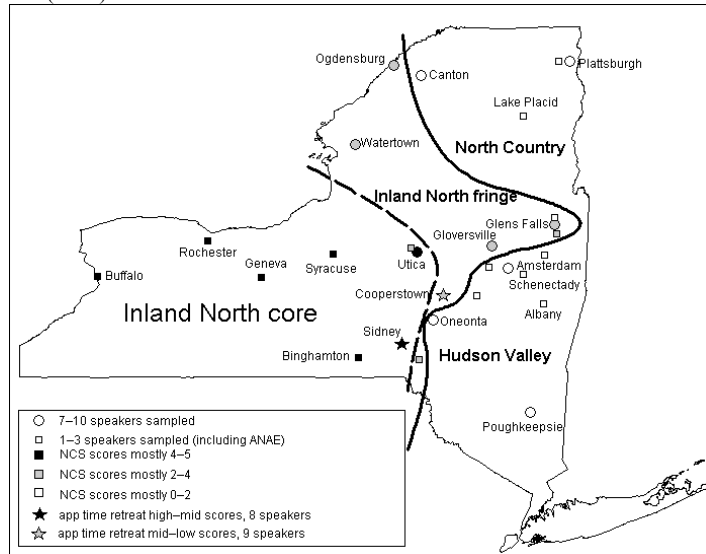 Ogdensburg
Canton
Plattsburgh
Lake Placid
North Country
Watertown
Inland North fringe
Glens Falls
Gloversville
Rochester
Geneva
Syracuse
Utica
Amsterdam
Schenectady
Buffalo
Cooperstown
Albany
Inland North core
Oneonta
Sidney
Hudson Valley
Binghamton
Poughkeepsie
7–10 speakers sampled
1–3 speakers sampled (including ANAE)
NCS scores mostly 4–5
NCS scores mostly 2–4
NCS scores mostly 0–2
app time retreat high–mid scores, 8 speakers
app time retreat mid–low scores, 9 speakers